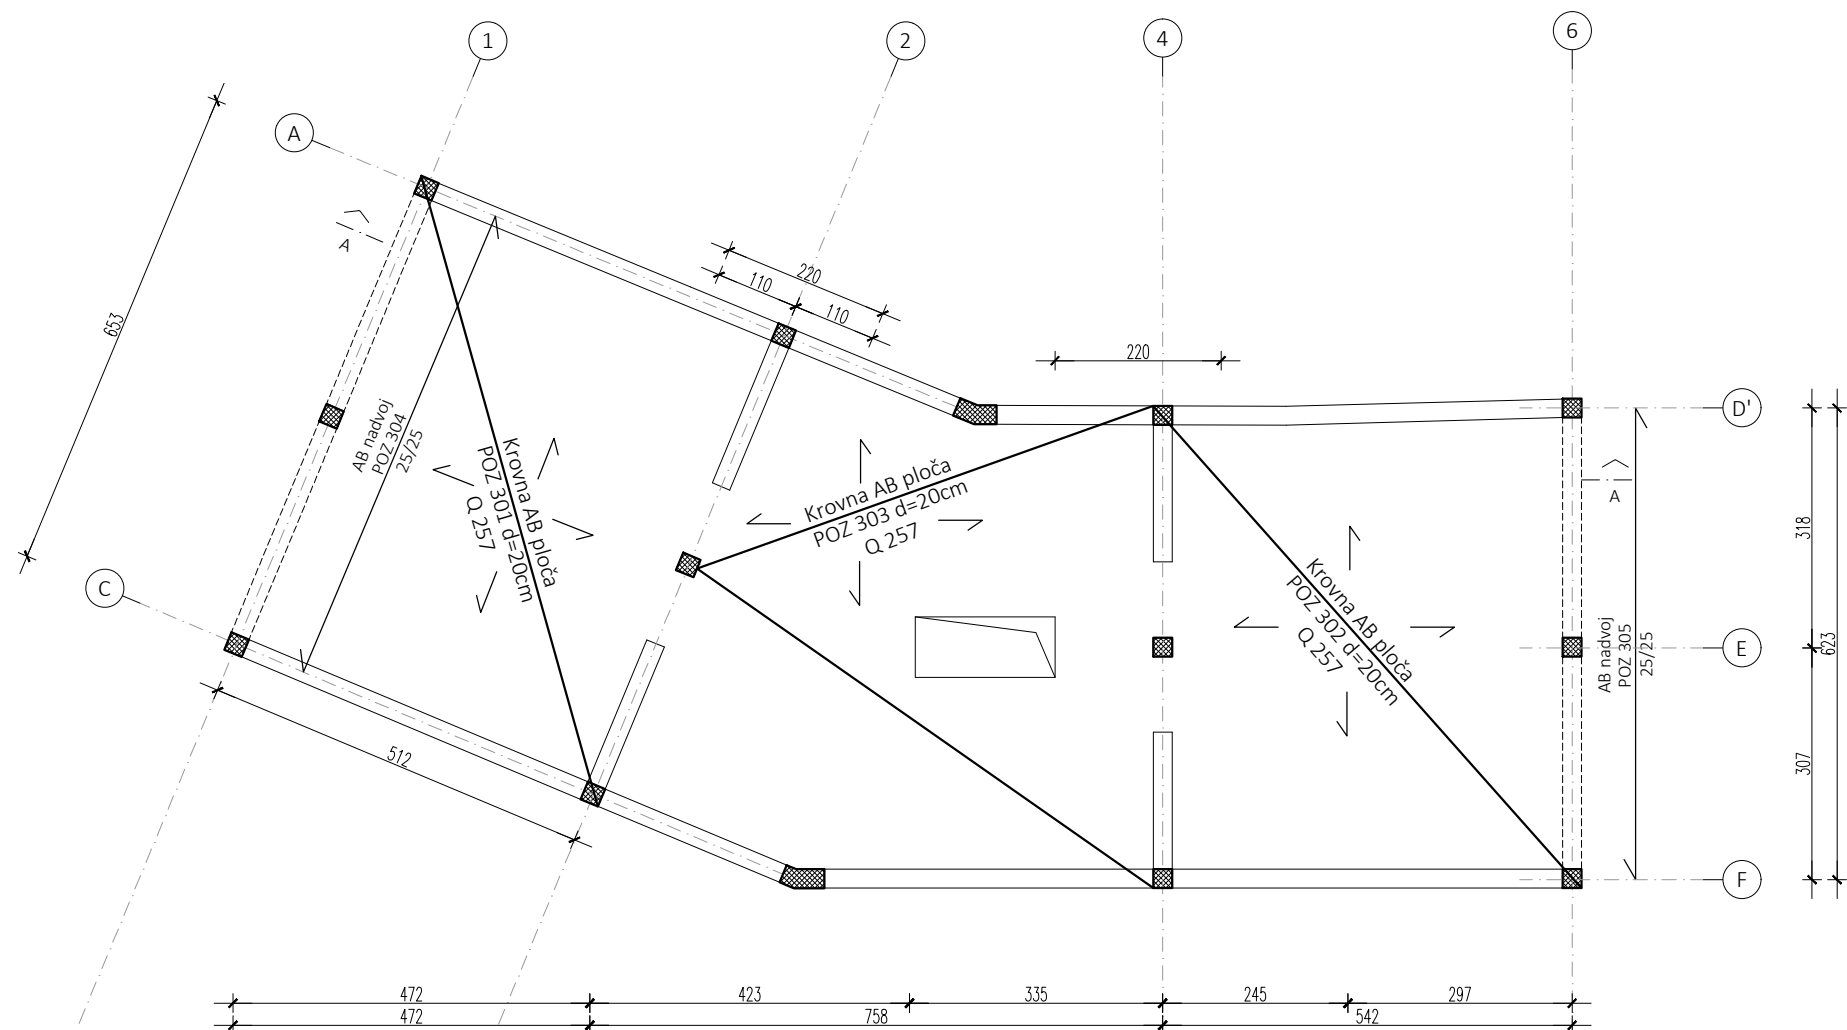 1
2
4
6
A
A
653
220
110
110
220
D'
AB nadvoj
POZ 304
25/25
Krovna AB ploča
POZ 301 d=20cm
Q 257
Krovna AB ploča
POZ 303 d=20cm
Q 257
A
318
C
Krovna AB ploča
POZ 302 d=20cm
Q 257
AB nadvoj
POZ 305
25/25
E
623
512
307
F
472
423
335
245
297
472
758
542